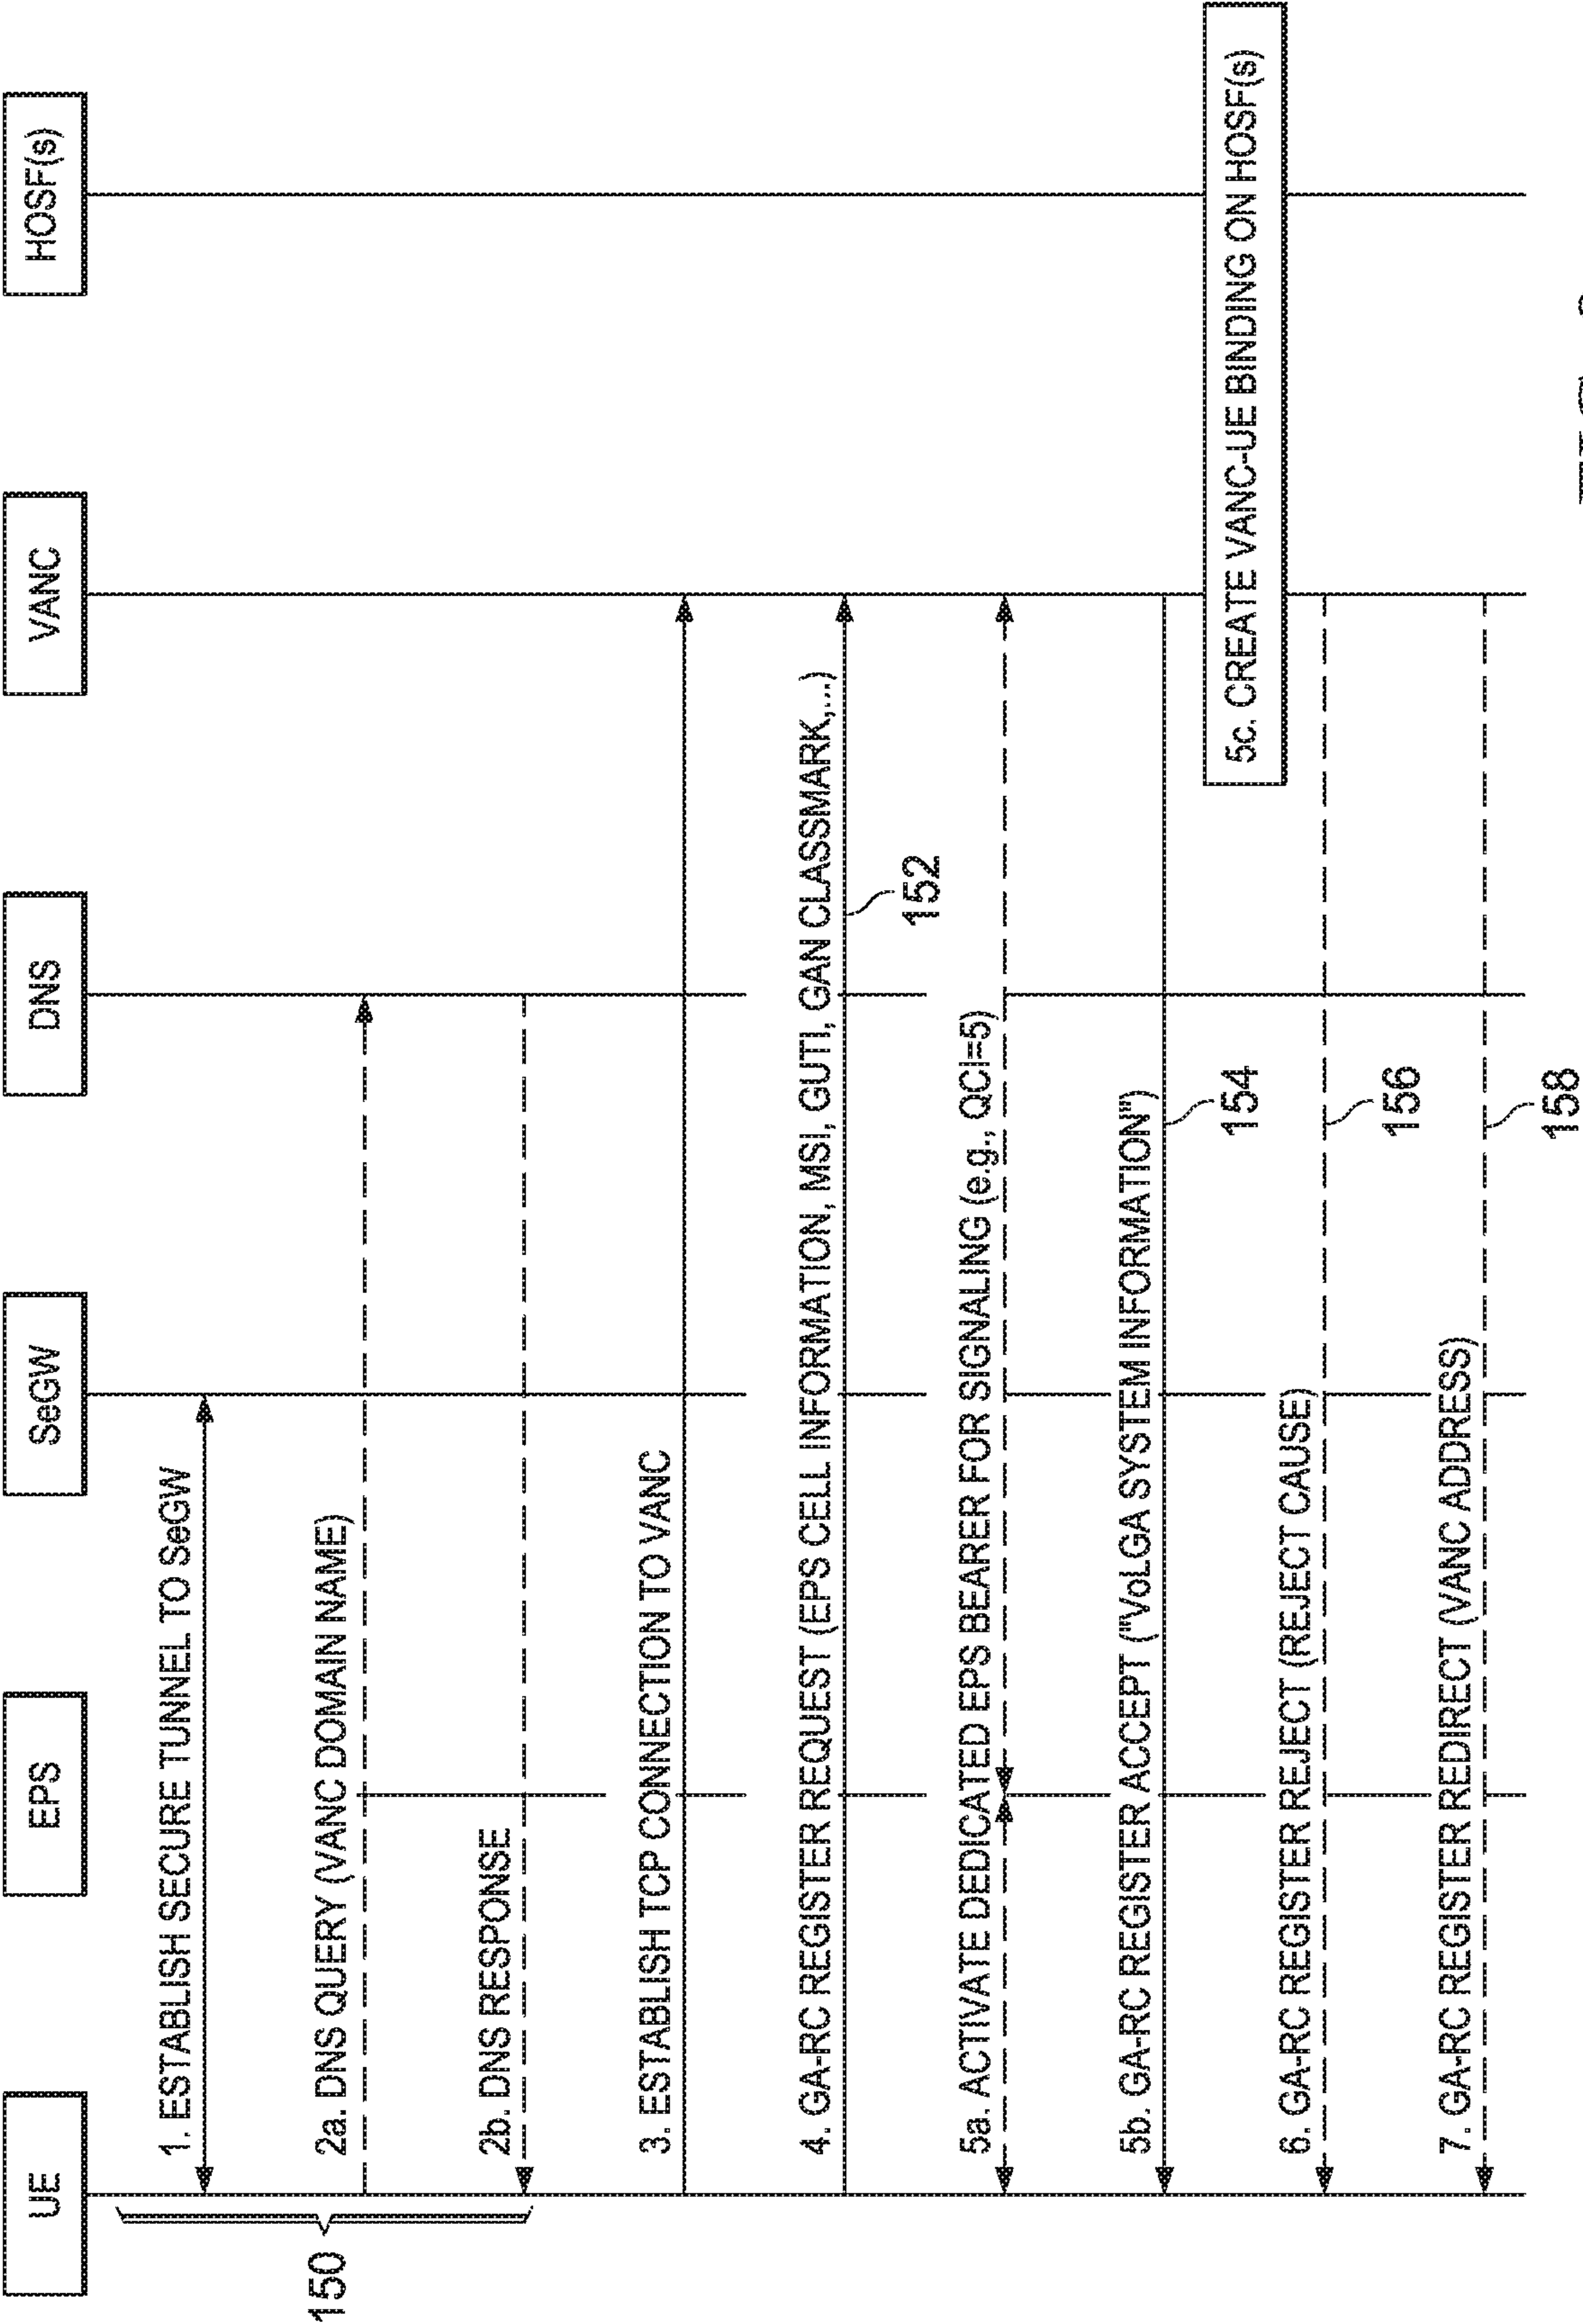 UE
EPS
SeGW
DNS
VANC
HOSF(s)
150
1. ESTABLISH SECURE TUNNEL TO SeGW
2a. DNS QUERY (VANC DOMAIN NAME)
2b. DNS RESPONSE
3. ESTABLISH TCP CONNECTION TO VANC
4. GA-RC REGISTER REQUEST (EPS CELL INFORMATION, MSI, GUTI, GAN CLASSMARK,...)
152
5a. ACTIVATE DEDICATED EPS BEARER FOR SIGNALING (e.g., QCI=5)
5b. GA-RC REGISTER ACCEPT ("VoLGA SYSTEM INFORMATION")
154
5c. CREATE VANC-UE BINDING ON HOSF(s)
6. GA-RC REGISTER REJECT (REJECT CAUSE)
156
7. GA-RC REGISTER REDIRECT (VANC ADDRESS)
158